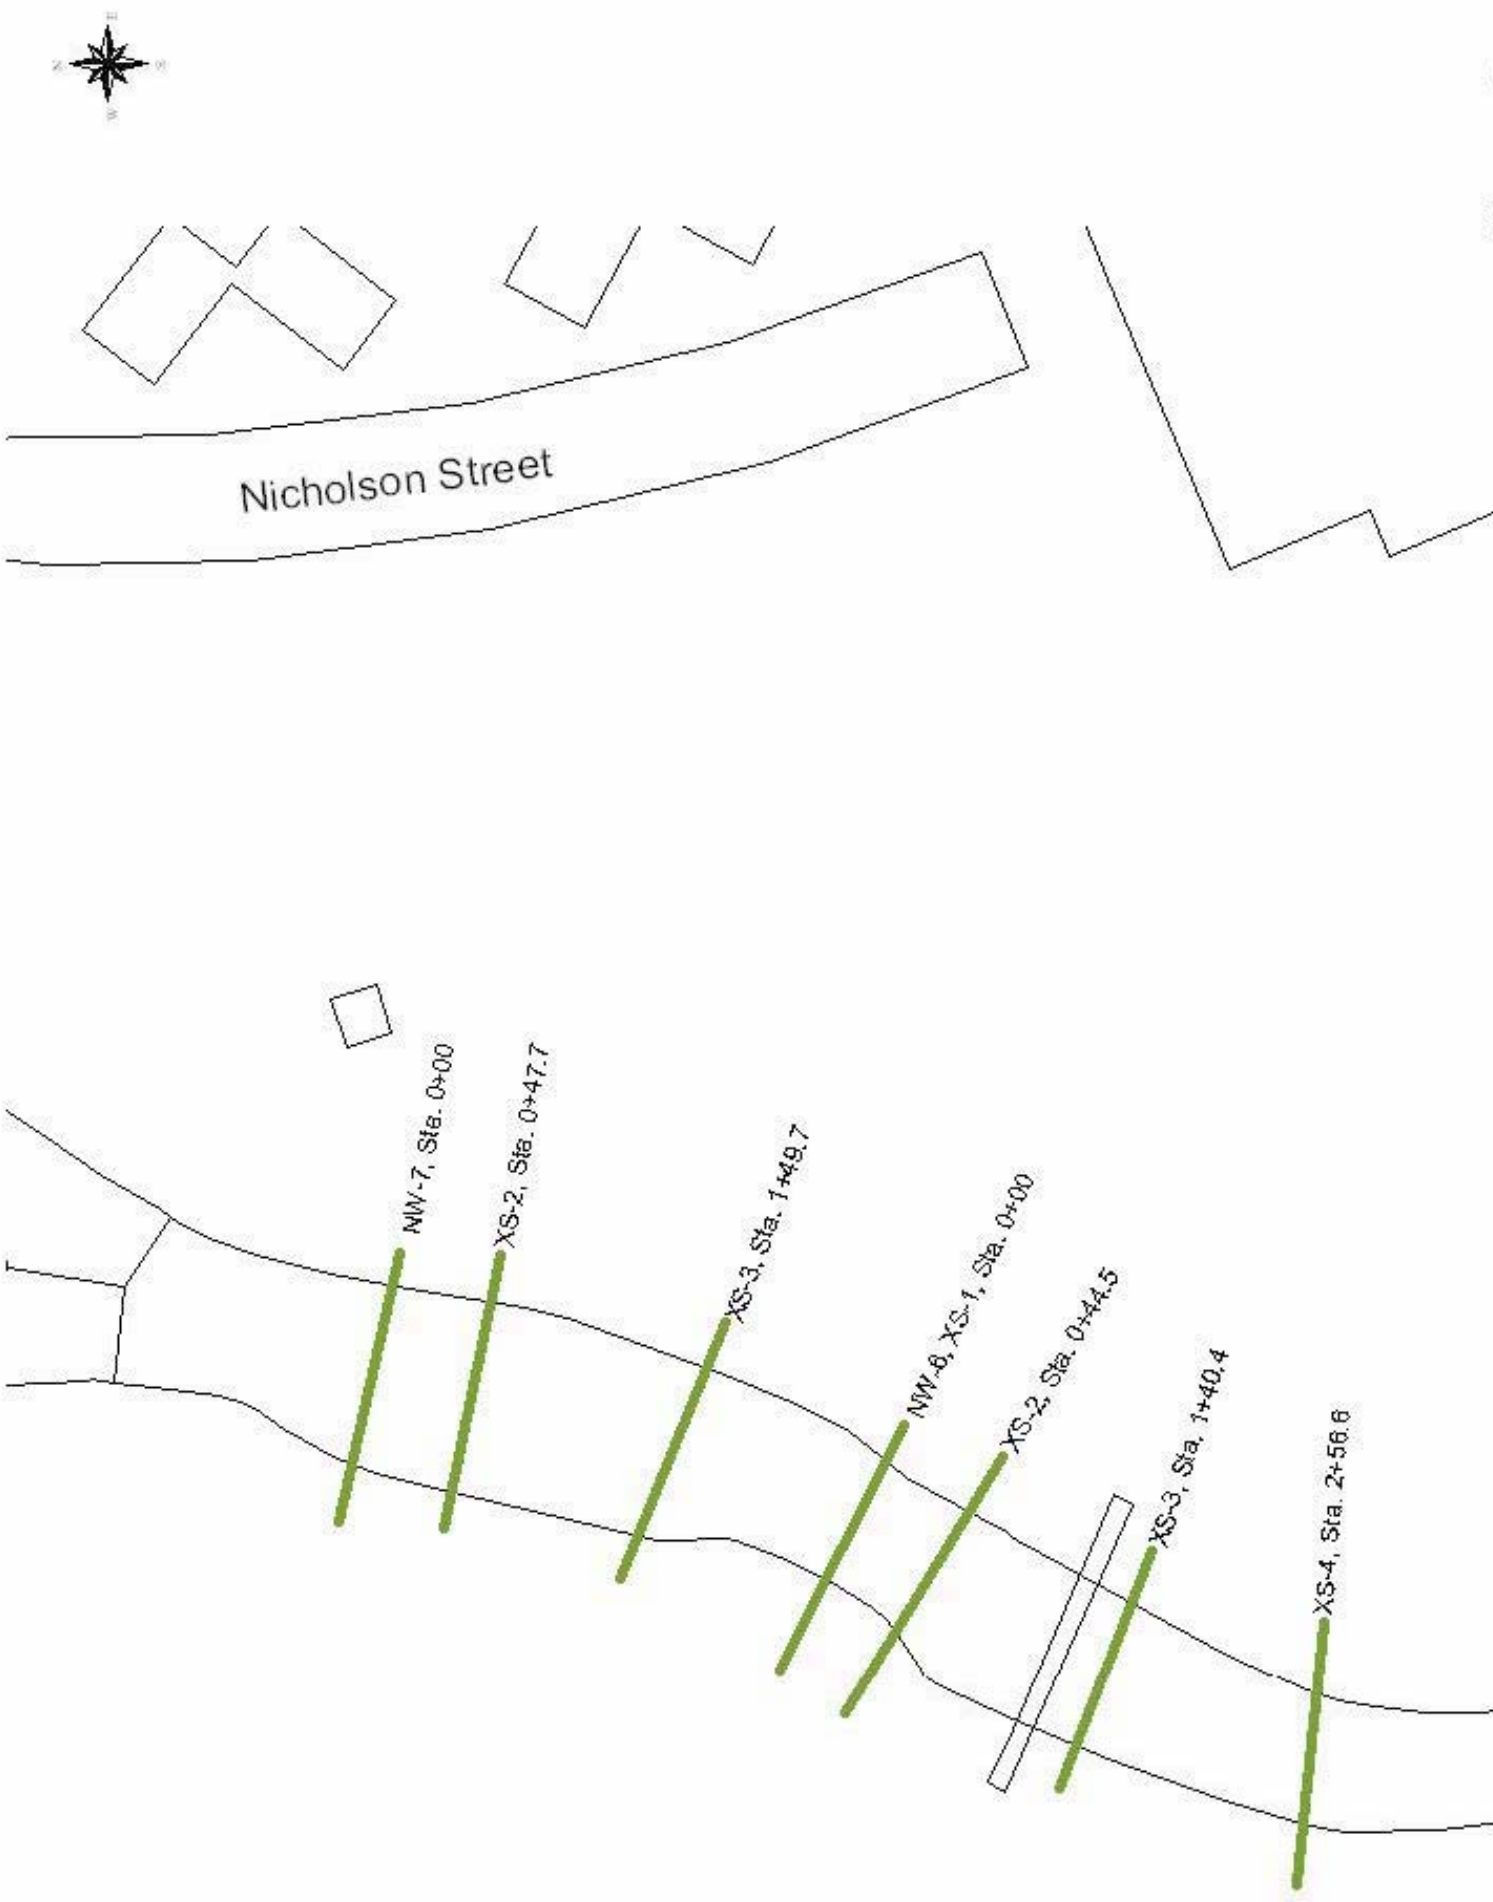 E
N
S
W
Nicholson Street
NW-7, Sta. 0+00
XS-2, Sta. 0+47.7
XS-3, Sta. 1+49.7
NW-6, XS-1, Sta. 0+00
XS-2, Sta. 0+44.5
XS-3, Sta. 1+40.4
XS-4, Sta. 2+56.6